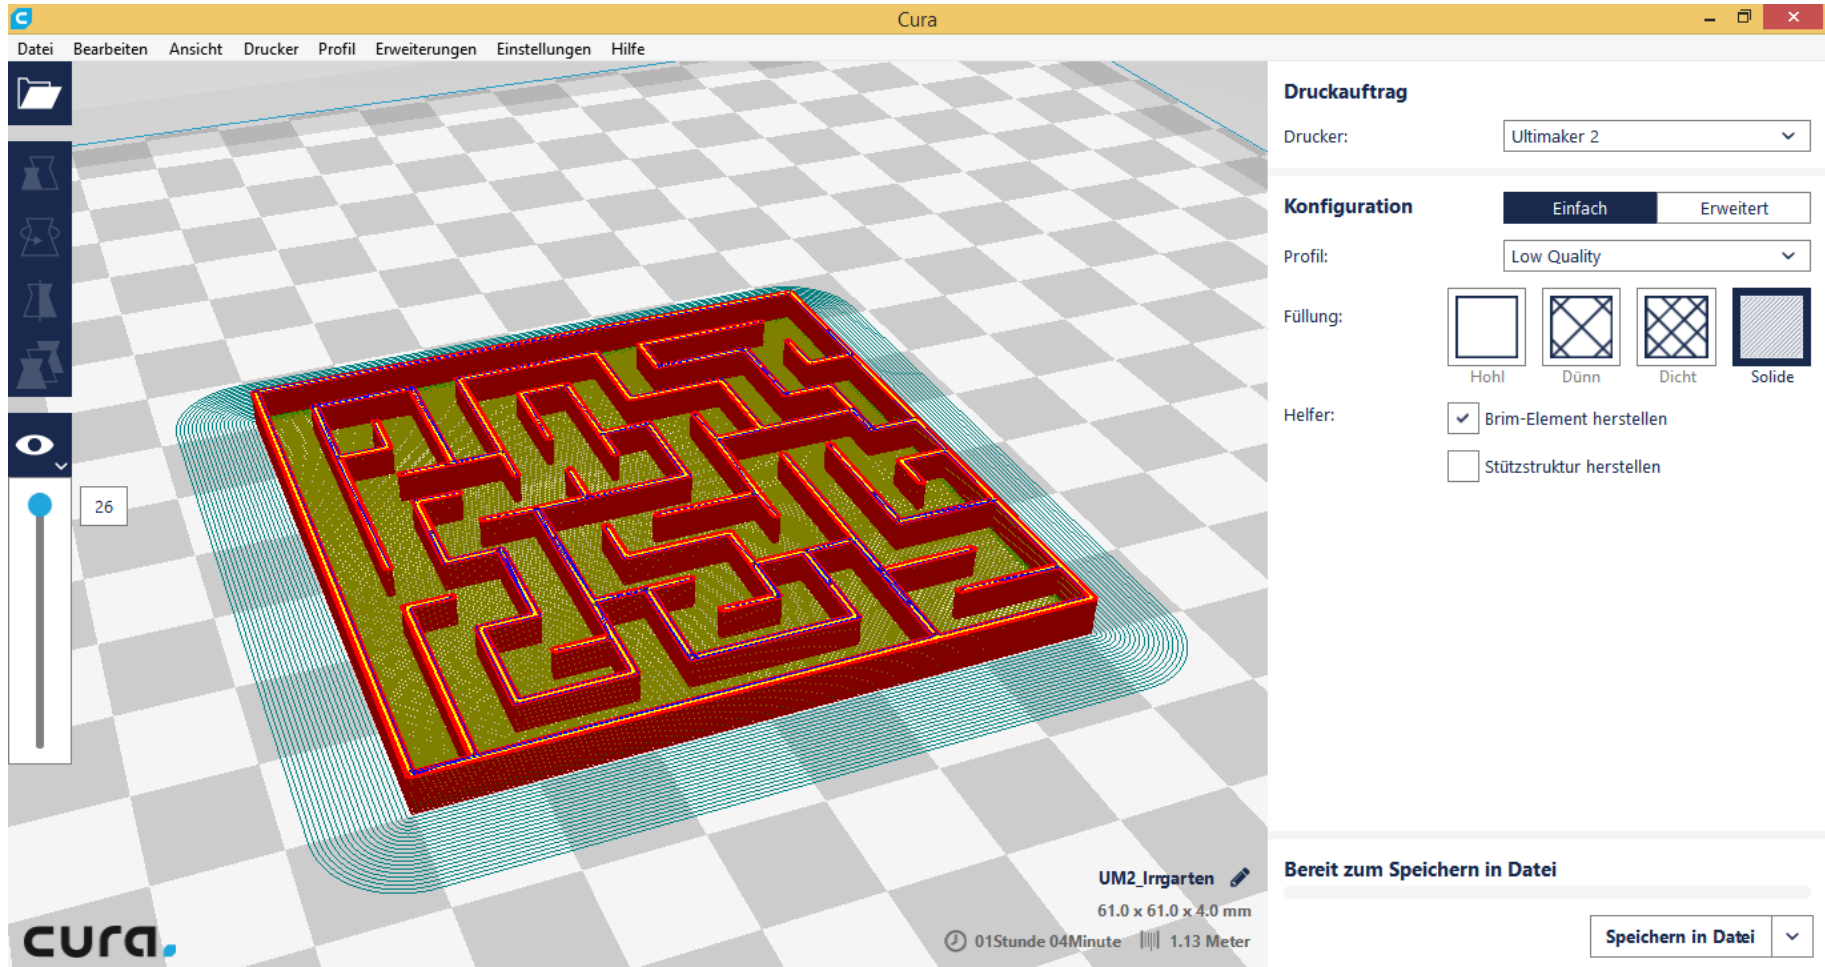 Cura
Datei Bearbeiten Ansicht Drucker Profil Erweiterungen Einstellungen Hilfe
26
UM2_Irrgarten
61.0 x 61.0 x 4.0 mm
01Stunde 04Minute 1.13 Meter
cura.
Druckauftrag
Drucker: Ultimaker 2
Konfiguration Einfach Erweitert
Profil: Low Quality
Füllung:
Hohl Dünn Dicht Solide
Helfer: Brim-Element herstellen
Stützstruktur herstellen
Bereit zum Speichern in Datei
Speichern in Datei